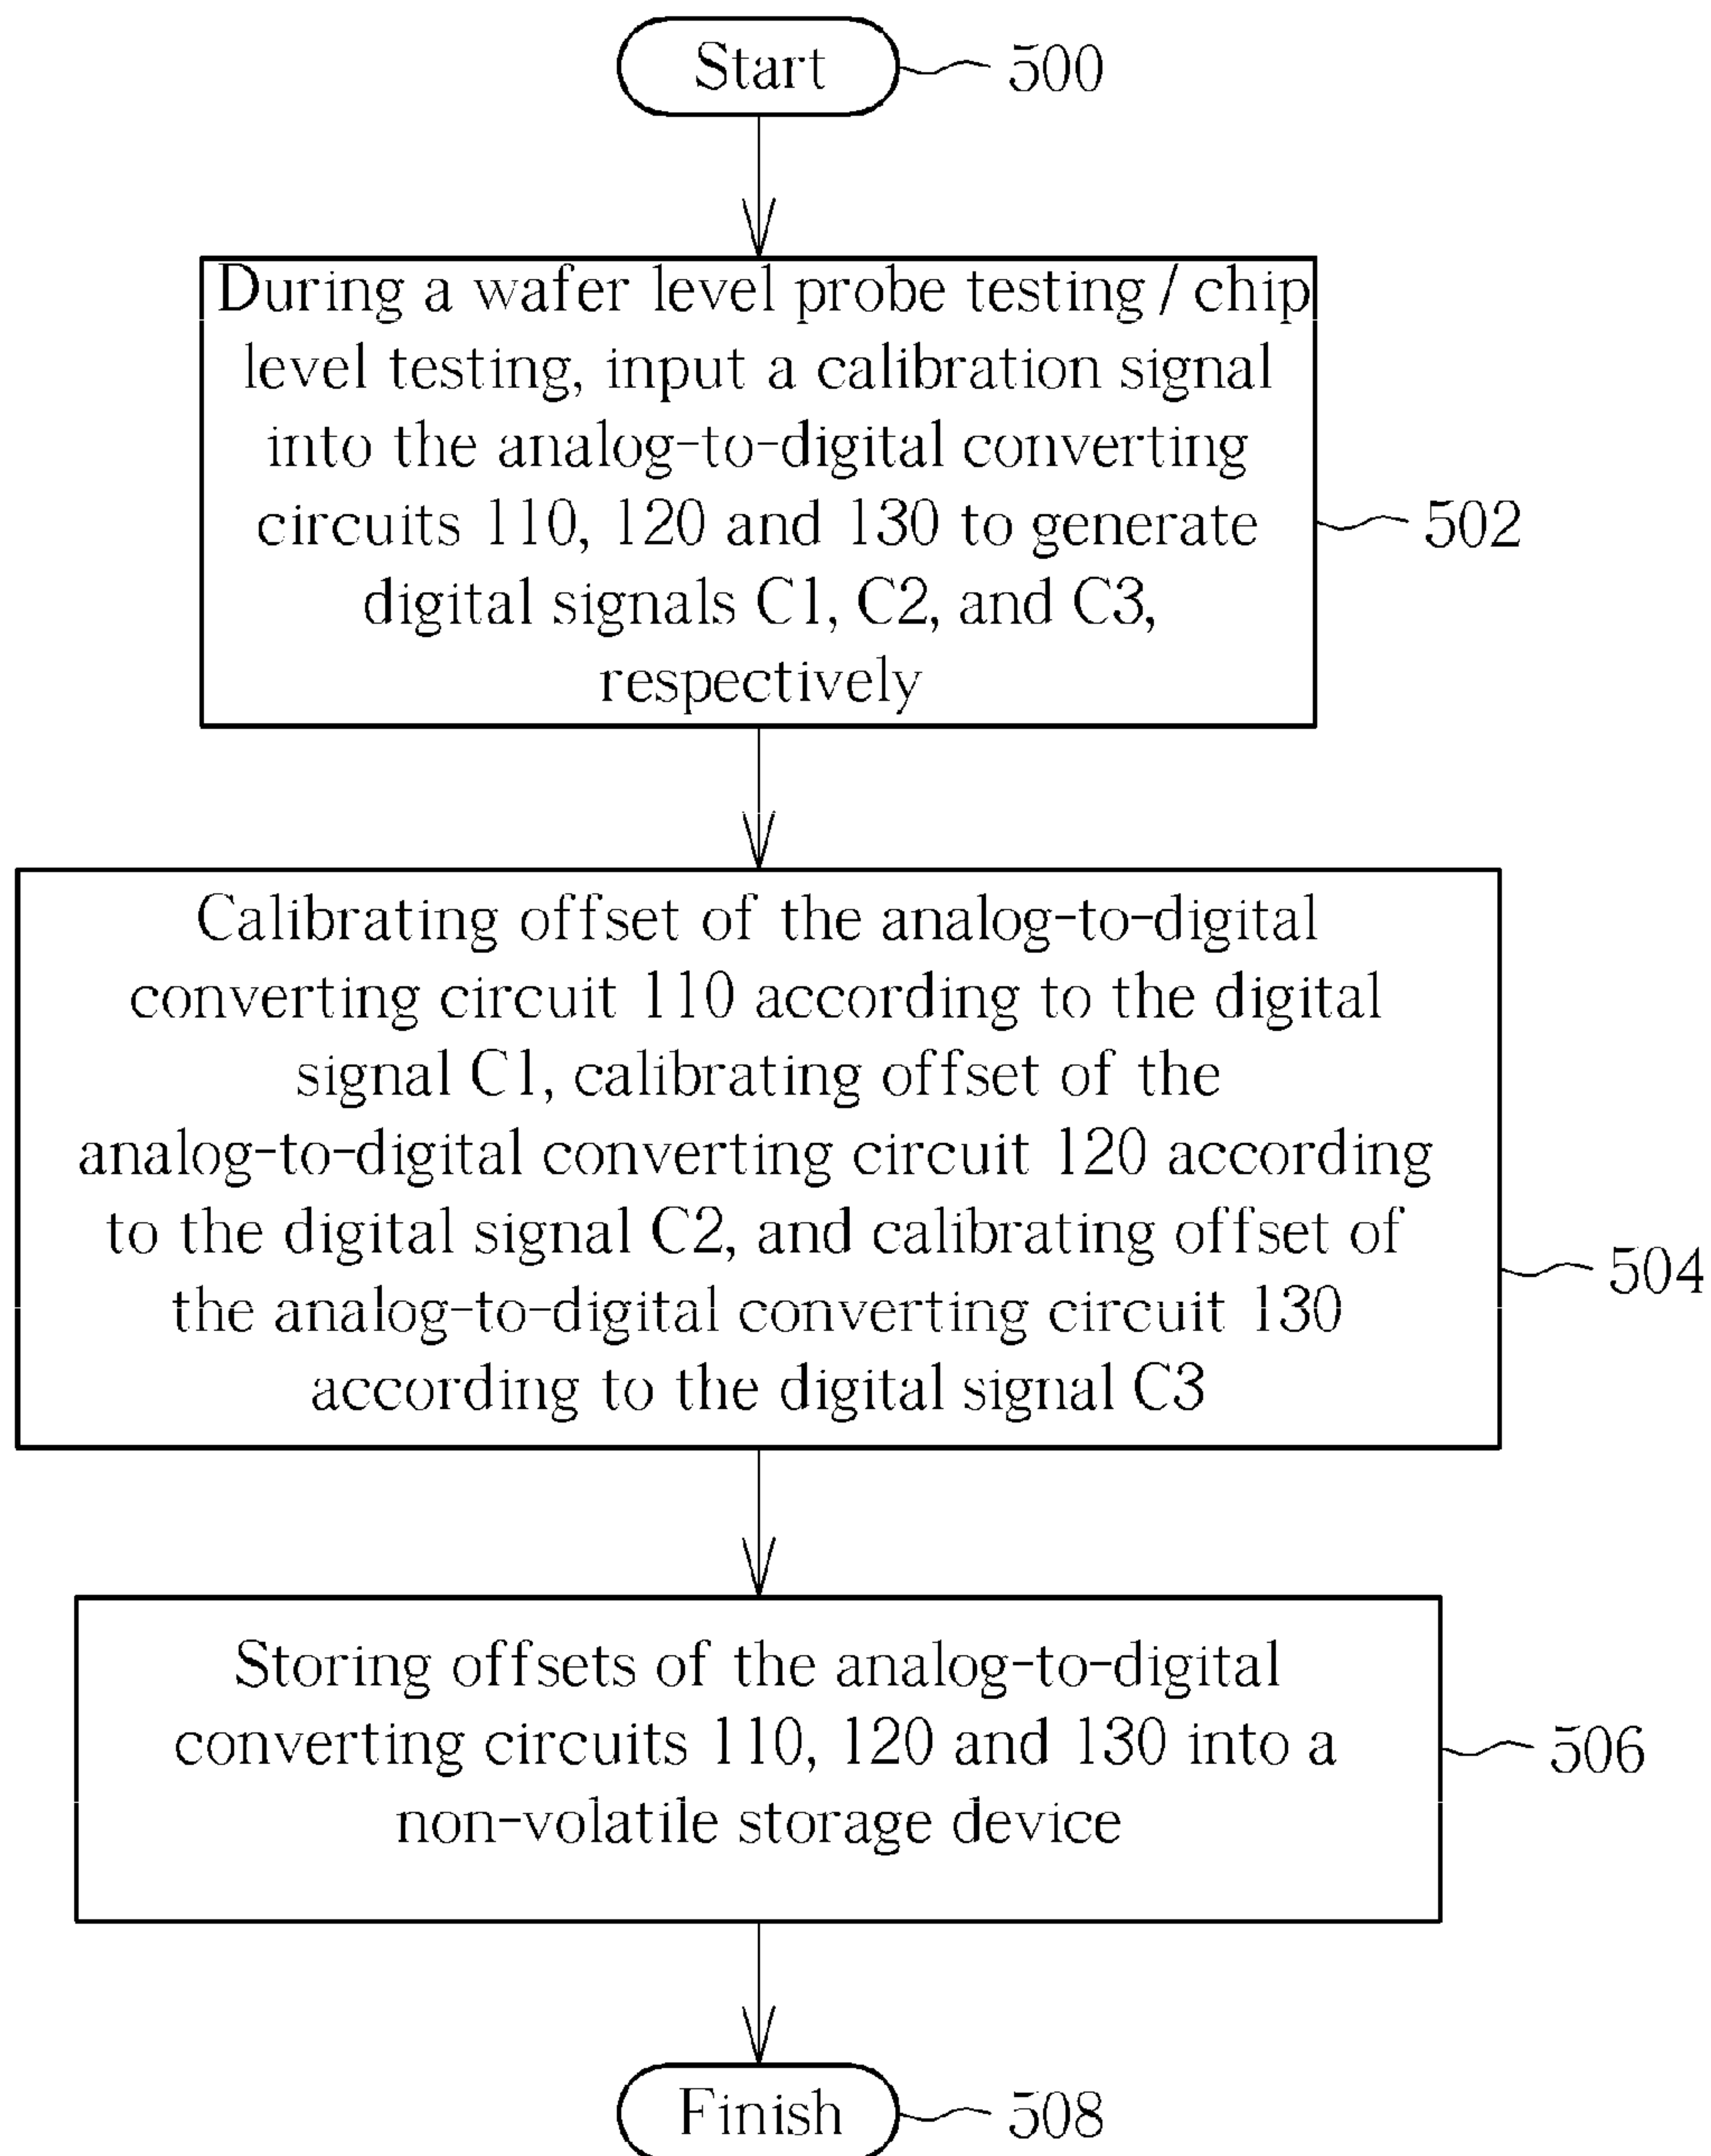 Start
500
During a wafer level probe testing / chip
level testing, input a calibration signal
into the analog-to-digital converting
circuits 110, 120 and 130 to generate
digital signals C1, C2, and C3,
respectively
502
Calibrating offset of the analog-to-digital
converting circuit 110 according to the digital
signal C1, calibrating offset of the
analog-to-digital converting circuit 120 according
to the digital signal C2, and calibrating offset of
the analog-to-digital converting circuit 130
according to the digital signal C3
504
Storing offsets of the analog-to-digital
converting circuits 110, 120 and 130 into a
non-volatile storage device
506
Finish
508